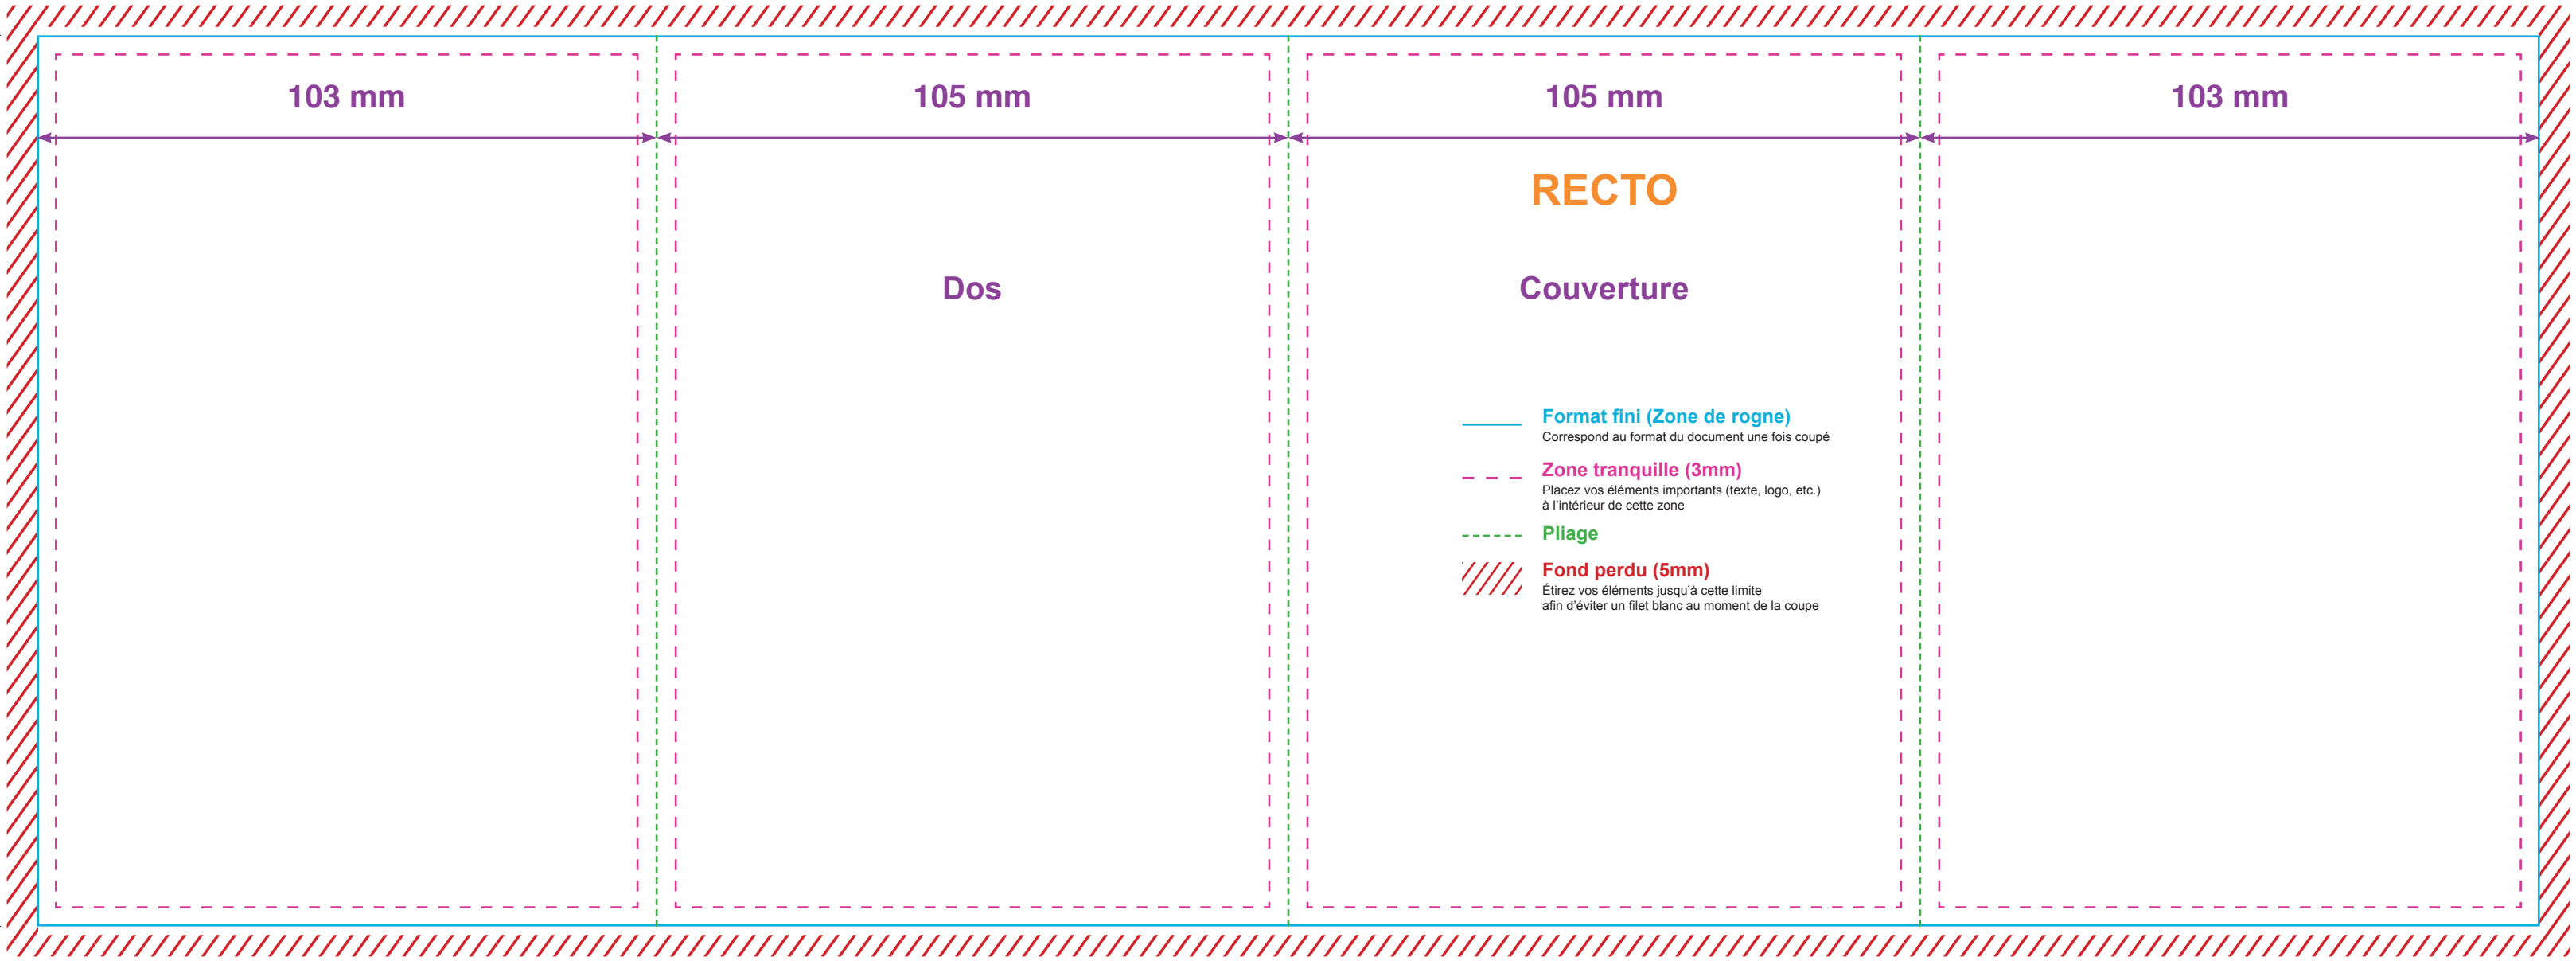 103 mm
105 mm
105 mm
103 mm
RECTO
Dos
Couverture
Format fini (Zone de rogne)
Correspond au format du document une fois coupé
Zone tranquille (3mm)
Placez vos éléments importants (texte, logo, etc.)
à l’intérieur de cette zone
Pliage
Fond perdu (5mm)
Étirez vos éléments jusqu’à cette limite
afin d’éviter un filet blanc au moment de la coupe